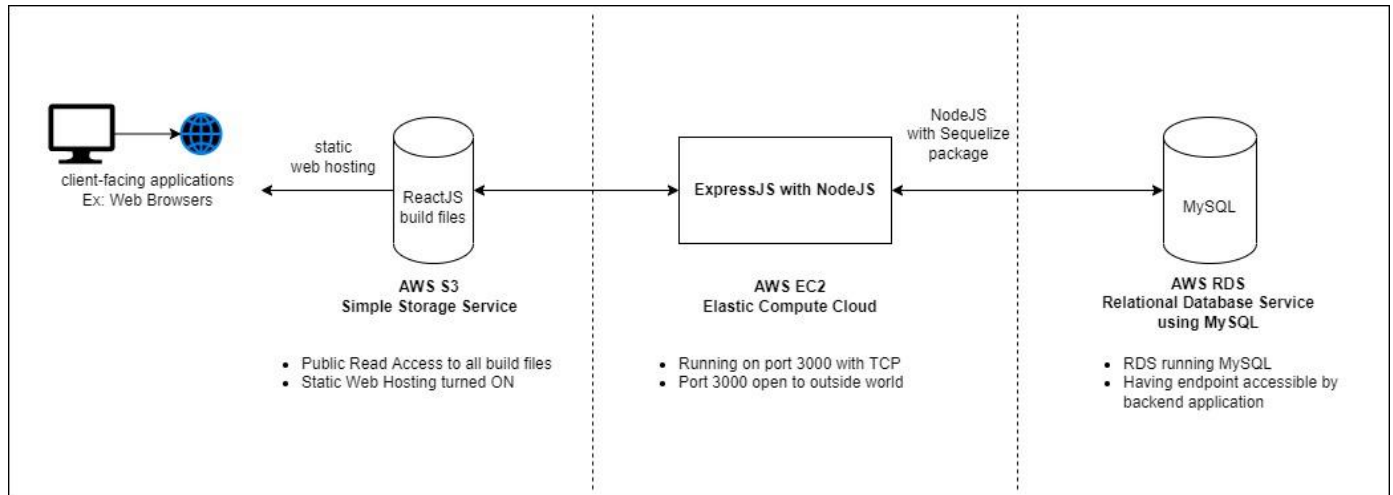 client-facing applications
Ex: Web Browsers
static
web hosting
ReactJS
build files
AWS S3
Simple Storage Service
• Public Read Access to all build files
• Static Web Hosting turned ON
ExpressJS with NodeJS
AWS EC2
Elastic Compute Cloud
• Running on port 3000 with TCP
• Port 3000 open to outside world
NodeJS
with Sequelize
package
MySQL
AWS RDS
Relational Database Service
using MySQL
• RDS running MySQL
• Having endpoint accessible by
backend application